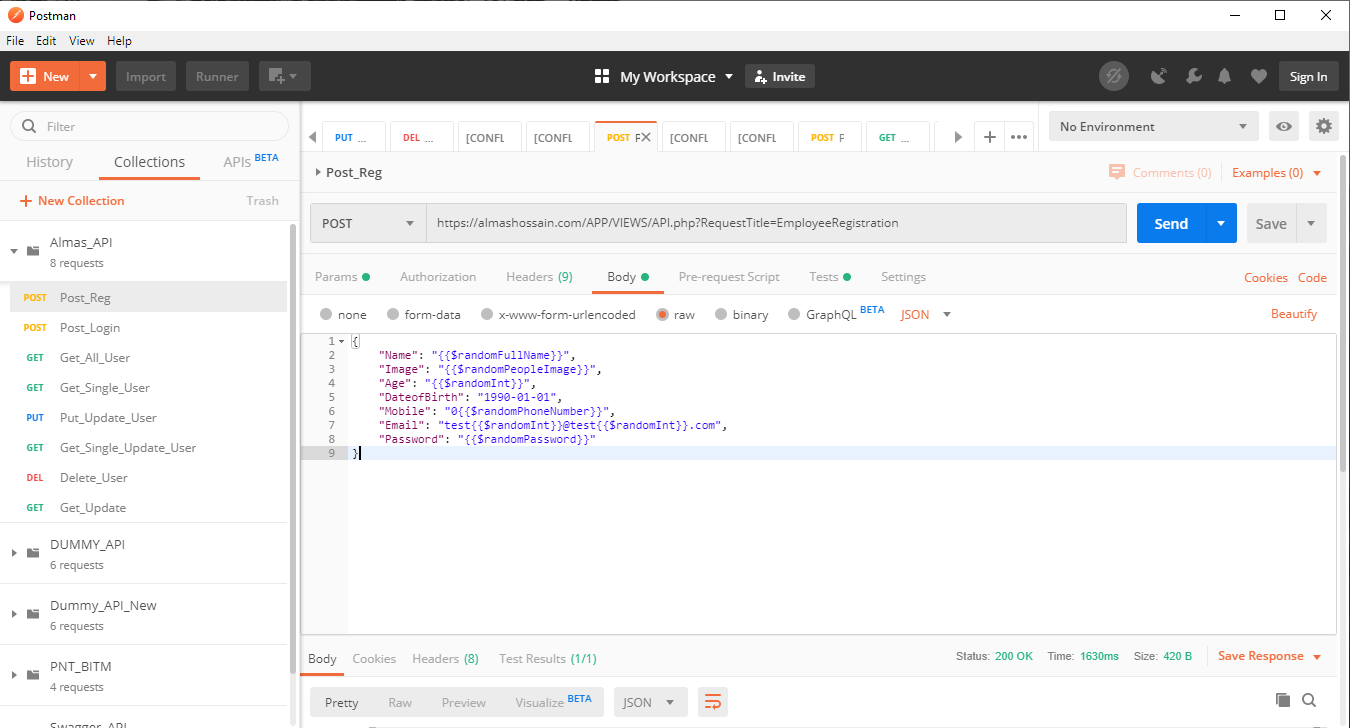 Postman
File Edit View Help
New Import Runner My Workspace Invite Sign In
Filter
History Collections APIs BETA
New Collection Trash
Almas_API
8 requests
POST Post_Reg
POST Post_Login
GET Get_All_User
GET Get_Single_User
PUT Put_Update_User
GET Get_Single_Update_User
DEL Delete_User
GET Get_Update
DUMMY_API
6 requests
Dummy_API_New
6 requests
PNT_BITM
4 requests
Swagger_API
PUT ... DEL ... [CONFL [CONFL POST F [CONFL [CONFL POST F GET ... No Environment
Post_Reg Comments (0) Examples (0)
POST https://almashossain.com/APP/VIEWS/API.php?RequestTitle=EmployeeRegistration Send Save
Params Authorization Headers (9) Body Pre-request Script Tests Settings Cookies Code
none form-data x-www-form-urlencoded raw binary GraphQL BETA JSON Beautify
1 {
2 "Name": "{{$randomFullName}}",
3 "Image": "{{$randomPeopleImage}}",
4 "Age": "{{$randomInt}}",
5 "DateofBirth": "1990-01-01",
6 "Mobile": "0{{$randomPhoneNumber}}",
7 "Email": "test{{$randomInt}}@test{{$randomInt}}.com",
8 "Password": "{{$randomPassword}}"
9 }
Body Cookies Headers (8) Test Results (1/1) Status: 200 OK Time: 1630ms Size: 420 B Save Response
Pretty Raw Preview Visualize BETA JSON